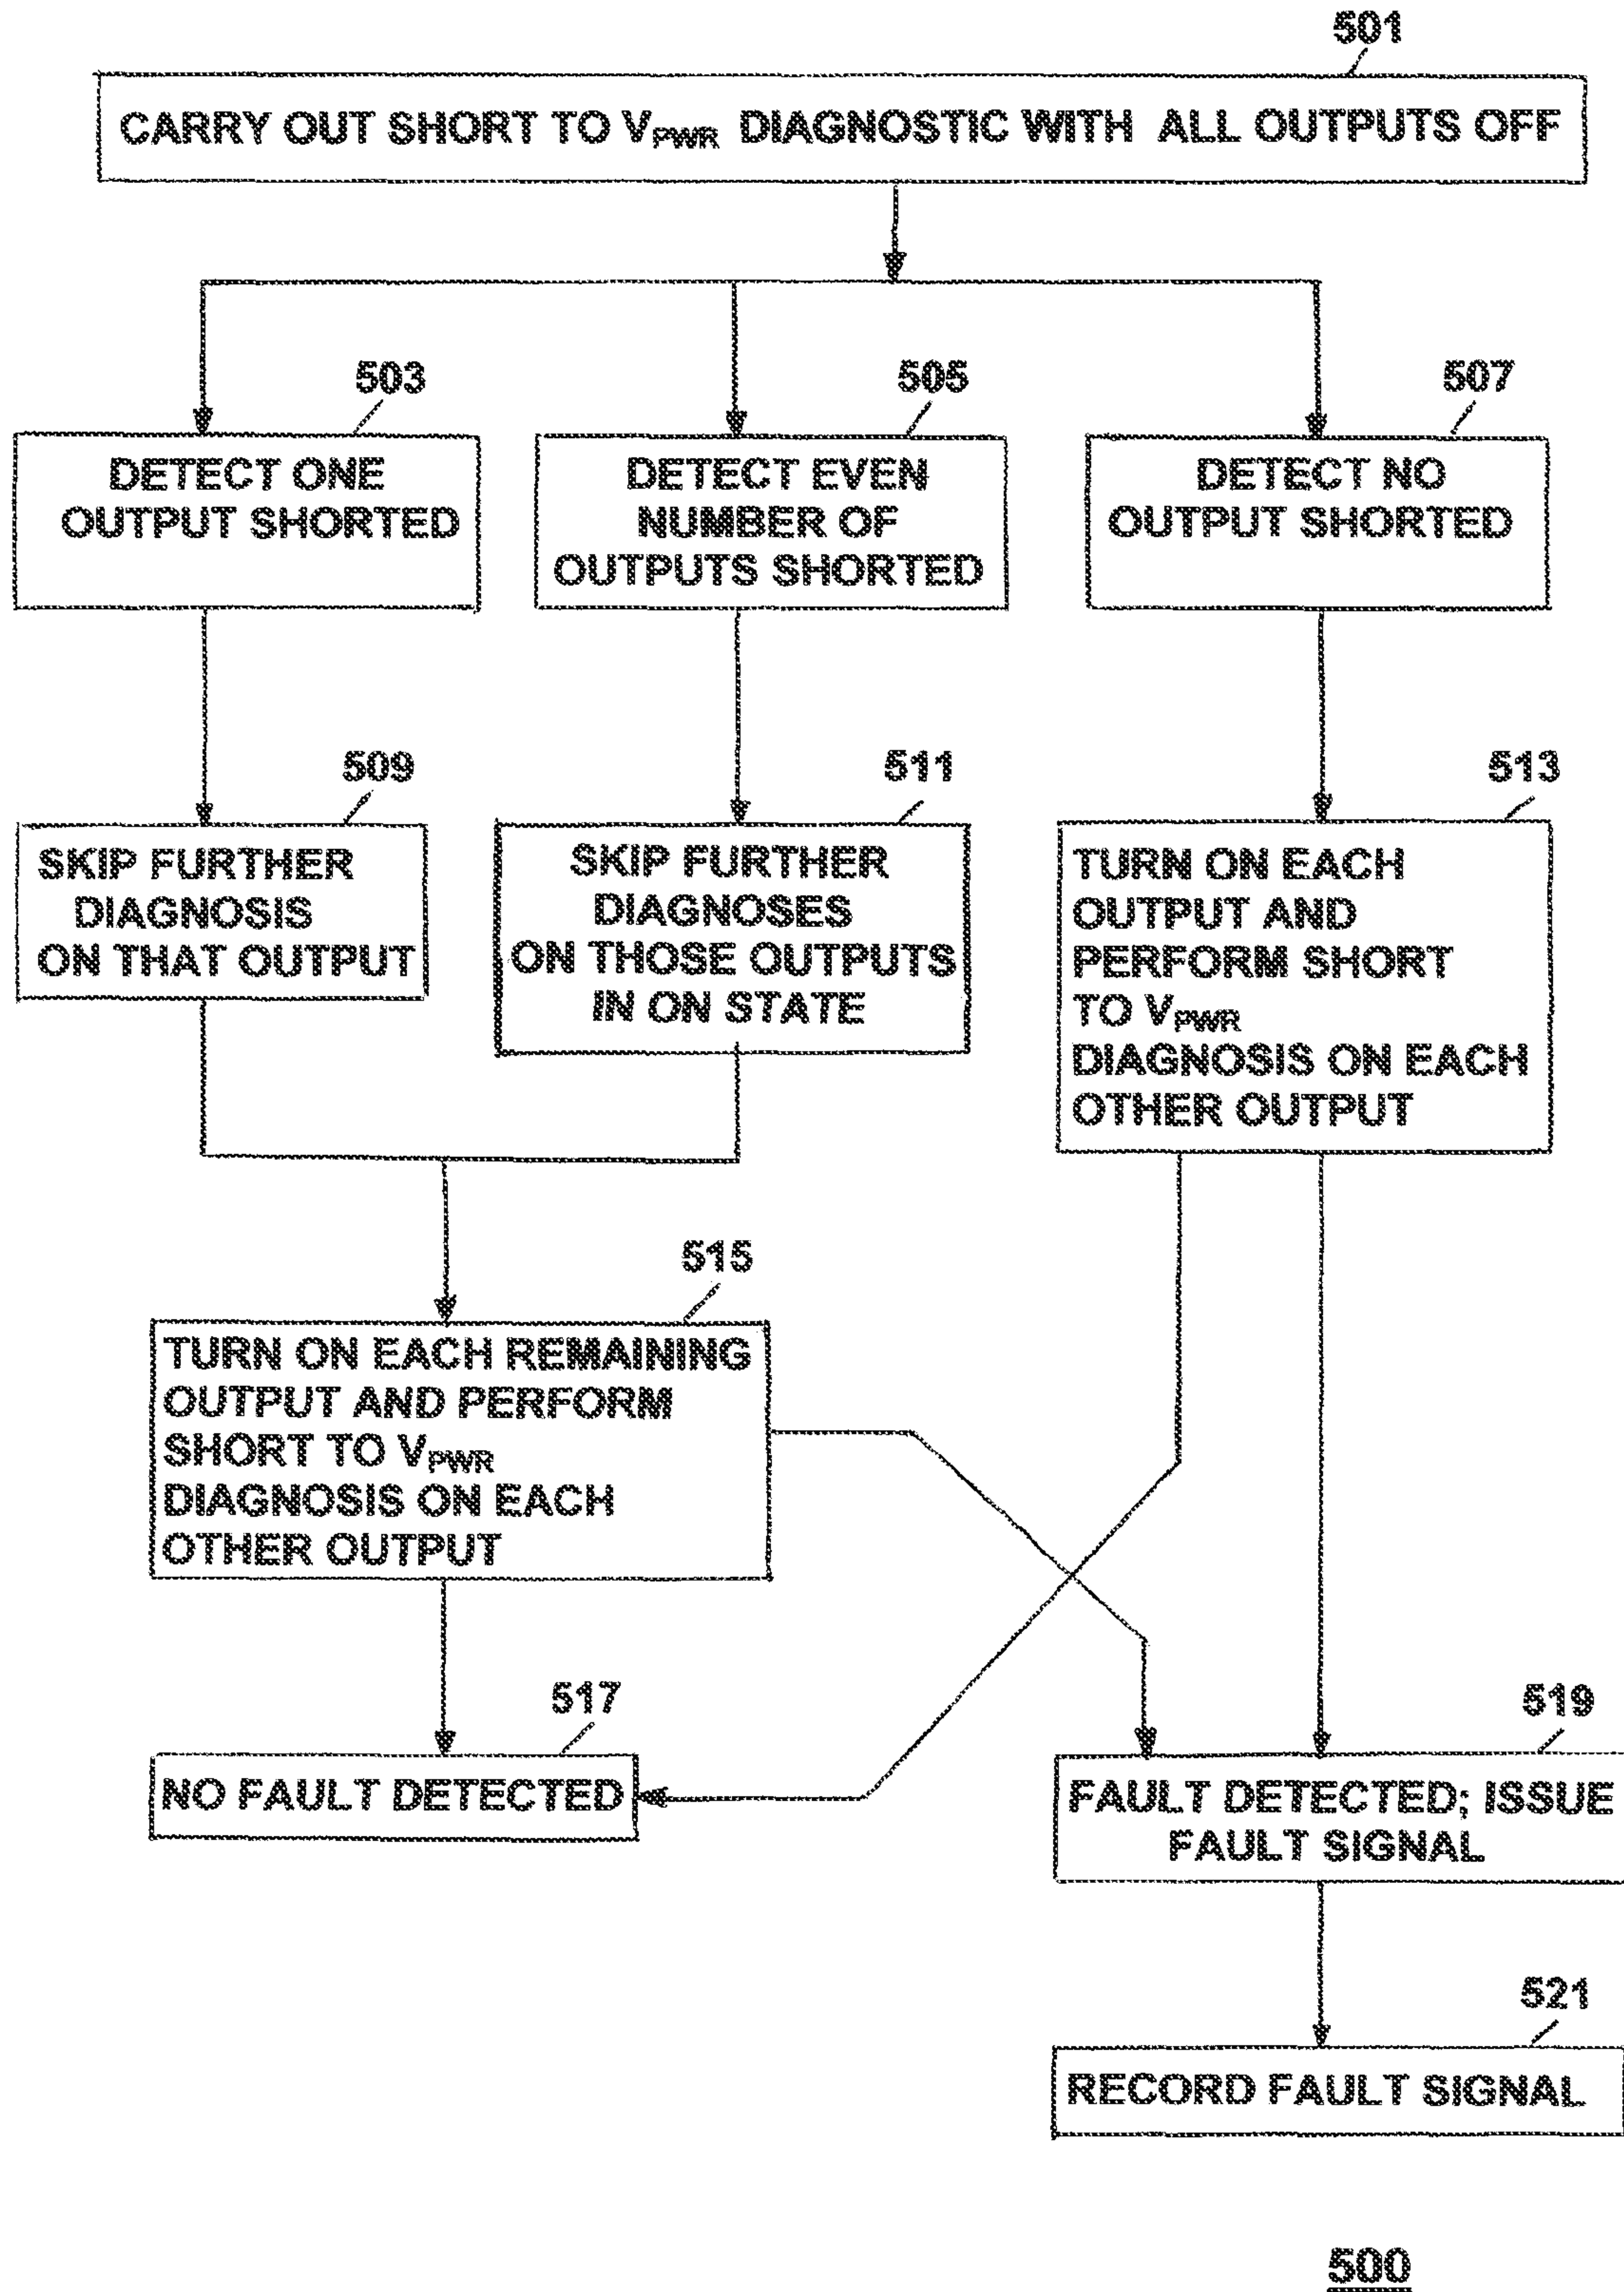 501
CARRY OUT SHORT TO VPWR DIAGNOSTIC WITH ALL OUTPUTS OFF
503
DETECT ONE
OUTPUT SHORTED
505
DETECT EVEN
NUMBER OF
OUTPUTS SHORTED
507
DETECT NO
OUTPUT SHORTED
509
SKIP FURTHER
DIAGNOSIS
ON THAT OUTPUT
511
SKIP FURTHER
DIAGNOSES
ON THOSE OUTPUTS
IN ON STATE
513
TURN ON EACH
OUTPUT AND
PERFORM SHORT
TO VPWR
DIAGNOSIS ON EACH
OTHER OUTPUT
515
TURN ON EACH REMAINING
OUTPUT AND PERFORM
SHORT TO VPWR
DIAGNOSIS ON EACH
OTHER OUTPUT
517
NO FAULT DETECTED
519
FAULT DETECTED; ISSUE
FAULT SIGNAL
521
RECORD FAULT SIGNAL
500